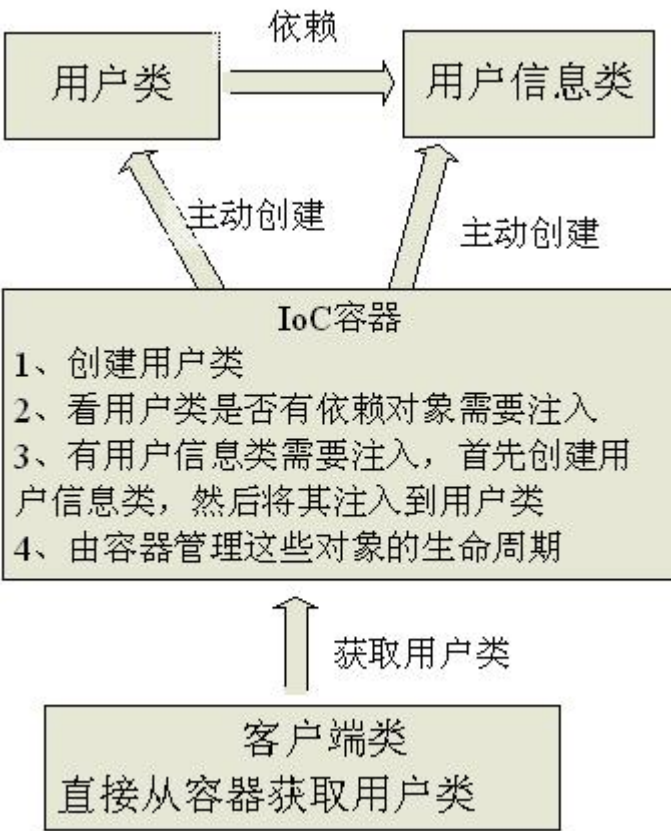 依赖
用户类
用户信息类
主动创建
主动创建
IoC容器
1、创建用户类
2、看用户类是否有依赖对象需要注入
3、有用户信息类需要注入，首先创建用
户信息类，然后将其注入到用户类
4、由容器管理这些对象的生命周期
获取用户类
客户端类
直接从容器获取用户类